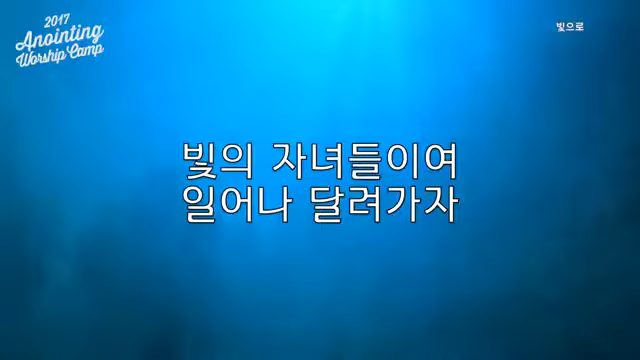 2017
Anointing
Worship Camp
빛으로
빛의 자녀들이여
일어나 달려가자